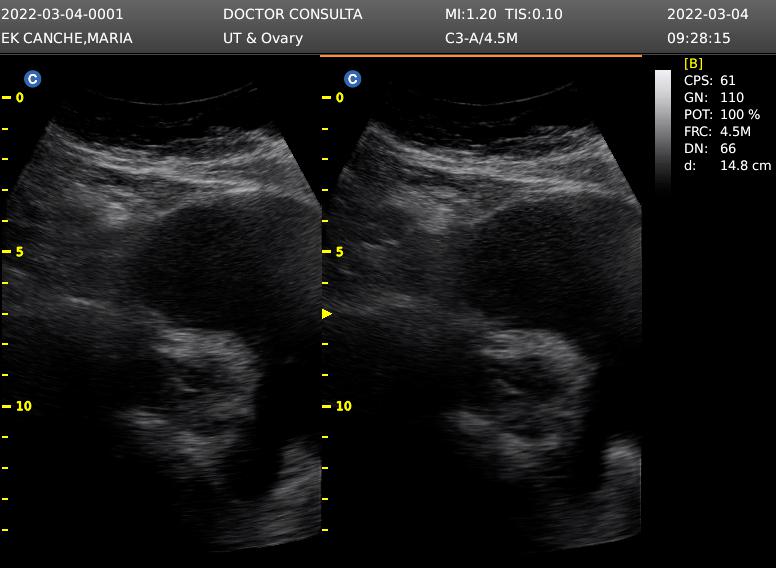 2022-03-04-0001 DOCTOR CONSULTA MI:1.20 TIS:0.10 2022-03-04
EK CANCHE,MARIA UT & Ovary C3-A/4.5M 09:28:15
C C
[B]
CPS: 61
GN: 110
POT: 100 %
FRC: 4.5M
DN: 66
d: 14.8 cm
0 0
5 5
10 10